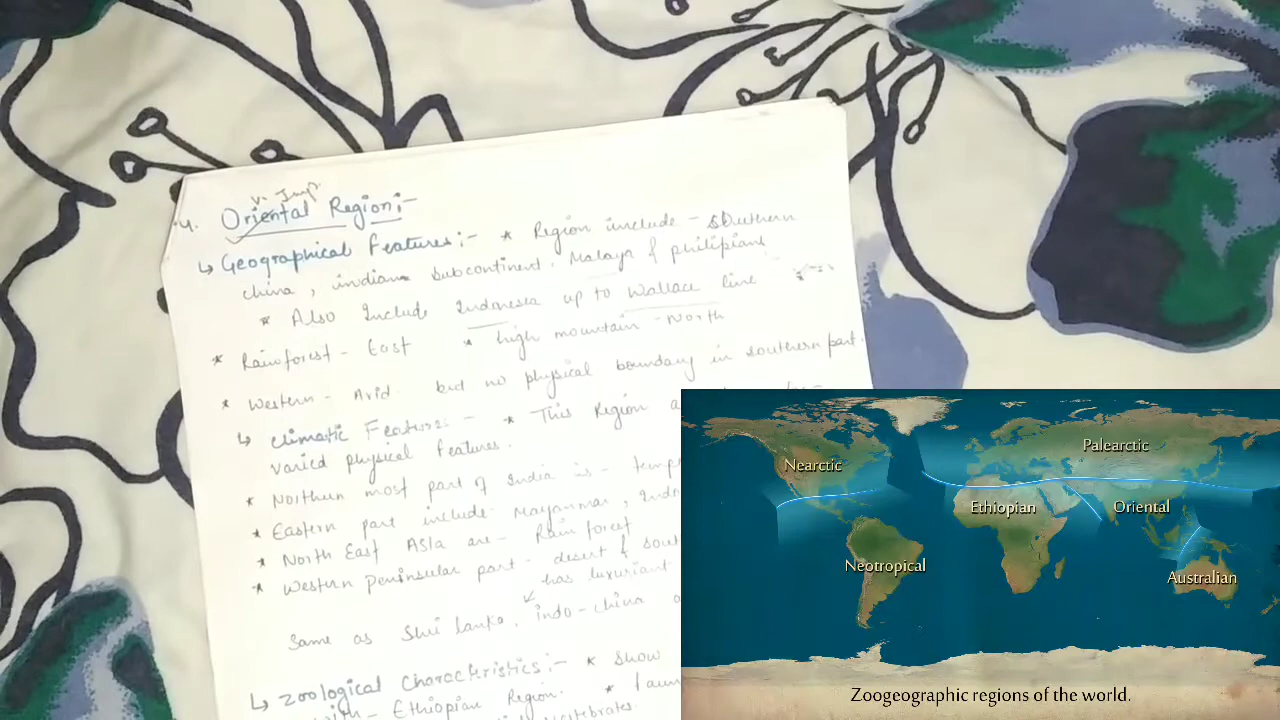 V. Imp
4. Oriental Region:-
↳ Geographical Features:- * Region include - southern
china, indian subcontinent, Malaya & philipians
* Also Include Indonesia up to Wallace line
* Rainforest - East * high mountain - North
* Western - Arid but no physical boundary in southern part.
↳ climatic Features:- * This Region a
varied physical Features.
* Northern most part of India is - temp
* Eastern part include Mayanmar, Indo
* North East Asia are - Rain forest
* Western peninsular part - desert & sout
has luxuriant
Same as Shri lanka, indo-china a
↳ Zoological characteristics:- * show
with - Ethiopian Region. * faun
vertebrates.
Nearctic
Palearctic
Ethiopian
Oriental
Neotropical
Australian
Zoogeographic regions of the world.